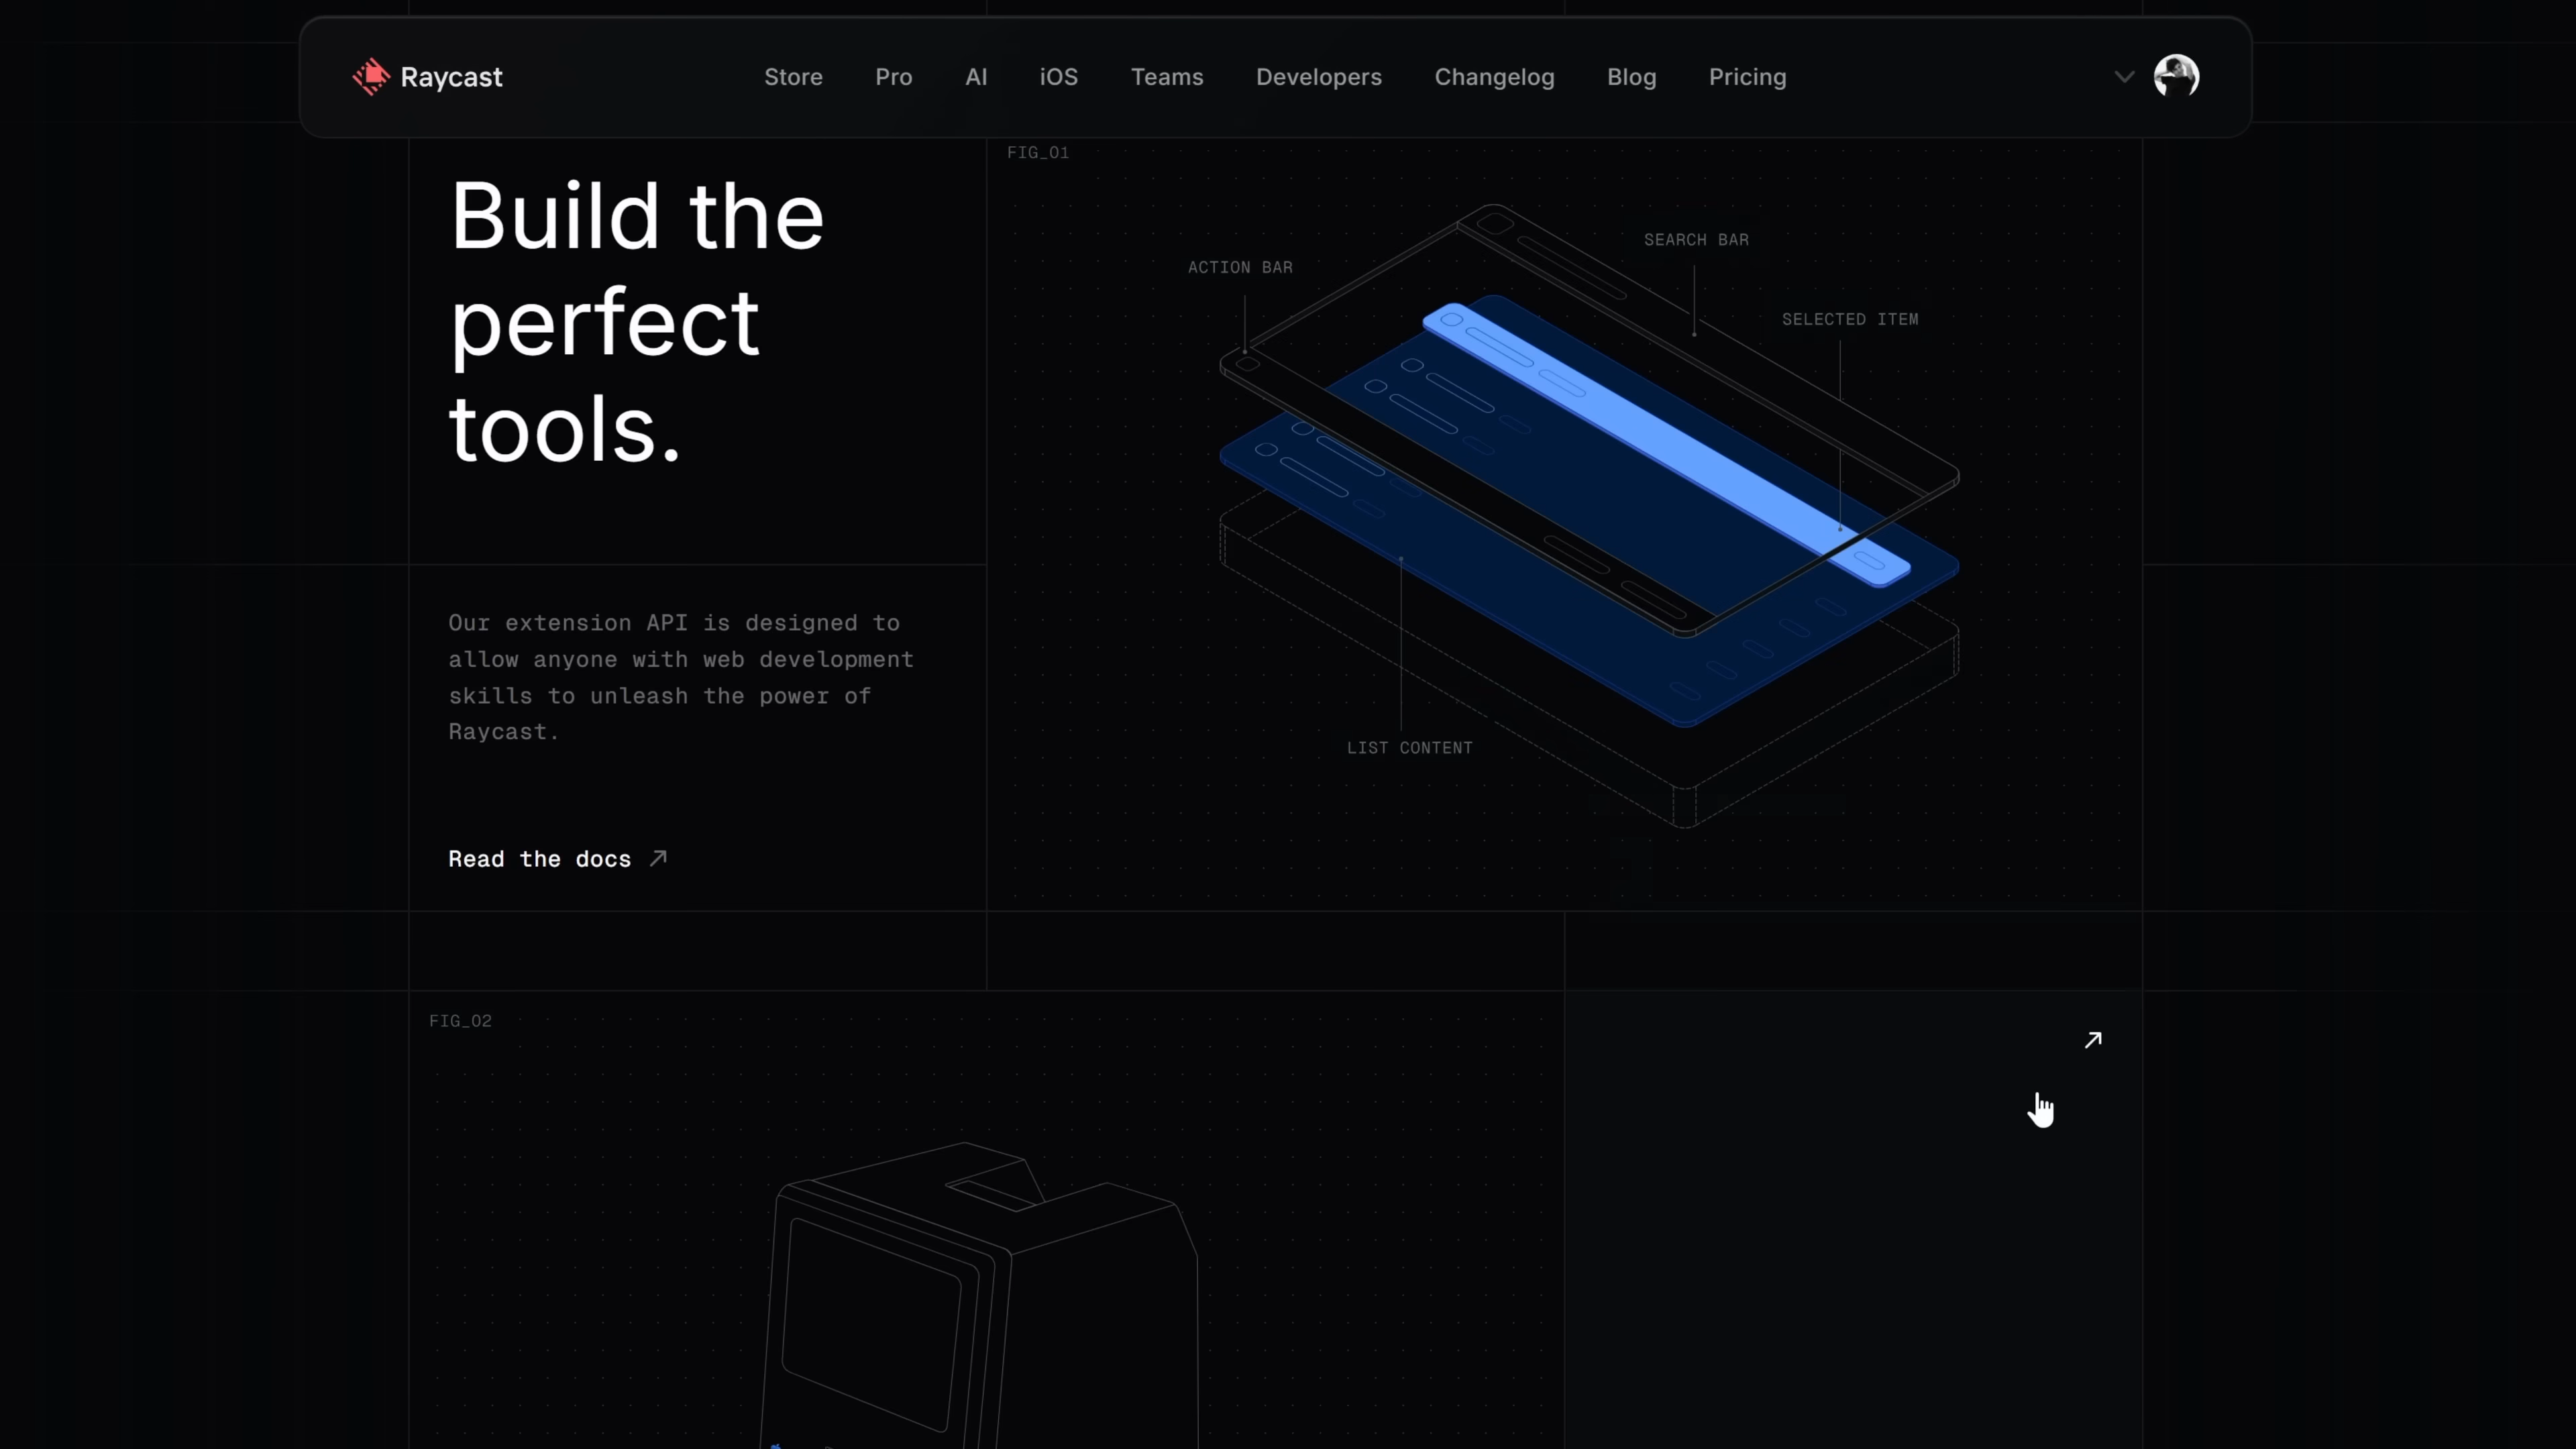 Raycast
Store
Pro
AI
iOS
Teams
Developers
Changelog
Blog
Pricing
Build the
perfect
tools.
Our extension API is designed to
allow anyone with web development
skills to unleash the power of
Raycast.
Read the docs
FIG_01
ACTION BAR
SEARCH BAR
SELECTED ITEM
LIST CONTENT
FIG_02